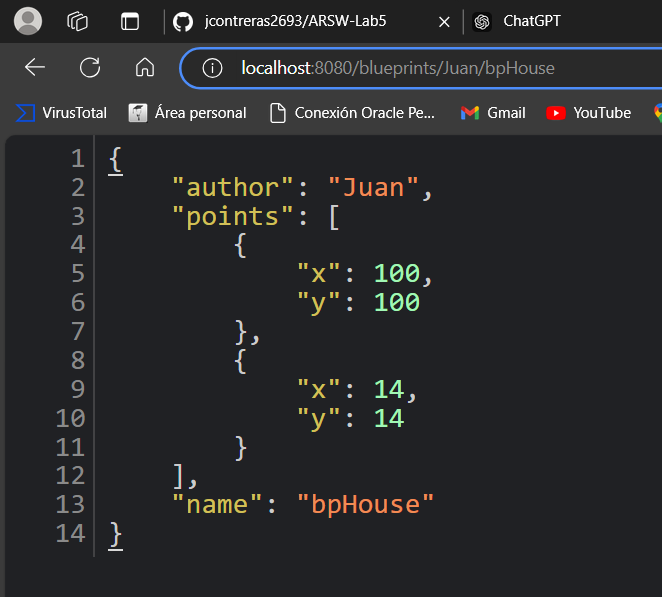 jcontreras2693/ARSW-Lab5
ChatGPT
localhost:8080/blueprints/Juan/bpHouse
VirusTotal Área personal Conexión Oracle Pe... Gmail YouTube
1 {
2     "author": "Juan",
3     "points": [
4         {
5             "x": 100,
6             "y": 100
7         },
8         {
9             "x": 14,
10             "y": 14
11         }
12     ],
13     "name": "bpHouse"
14 }